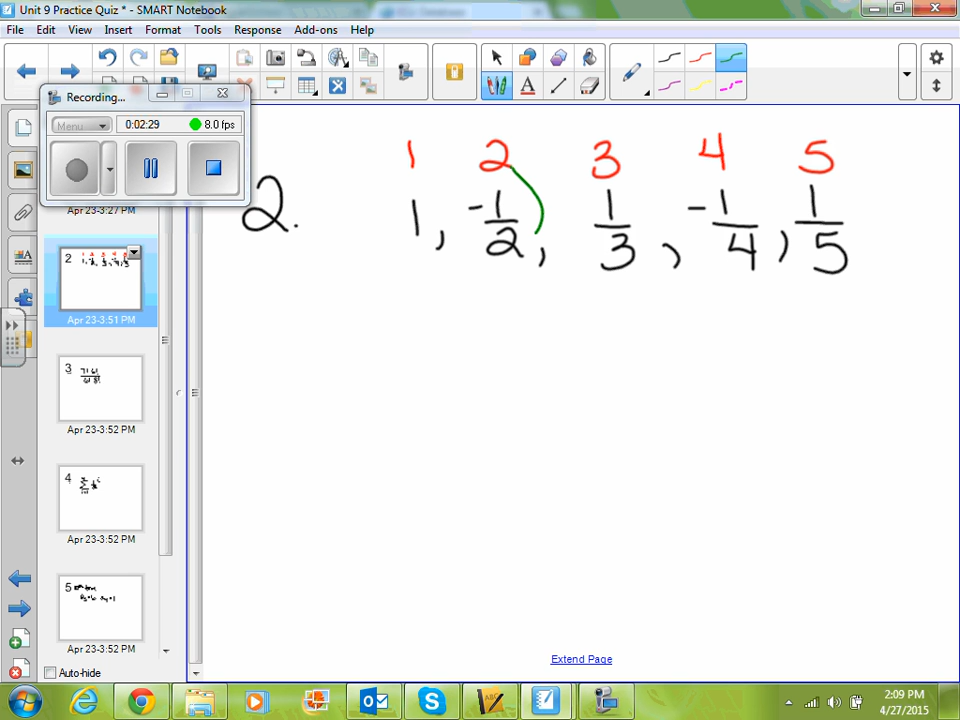 Unit 9 Practice Quiz * - SMART Notebook
File Edit View Insert Format Tools Response Add-ons Help
Recording...
Menu 0:02:29 8.0 fps
Apr 23-3:27 PM
2
Apr 23-3:51 PM
3
Apr 23-3:52 PM
4
Apr 23-3:52 PM
5
Apr 23-3:52 PM
Auto-hide
1 2 3 4 5
2. 1, -1/2, 1/3, -1/4, 1/5
Extend Page
2:09 PM
4/27/2015